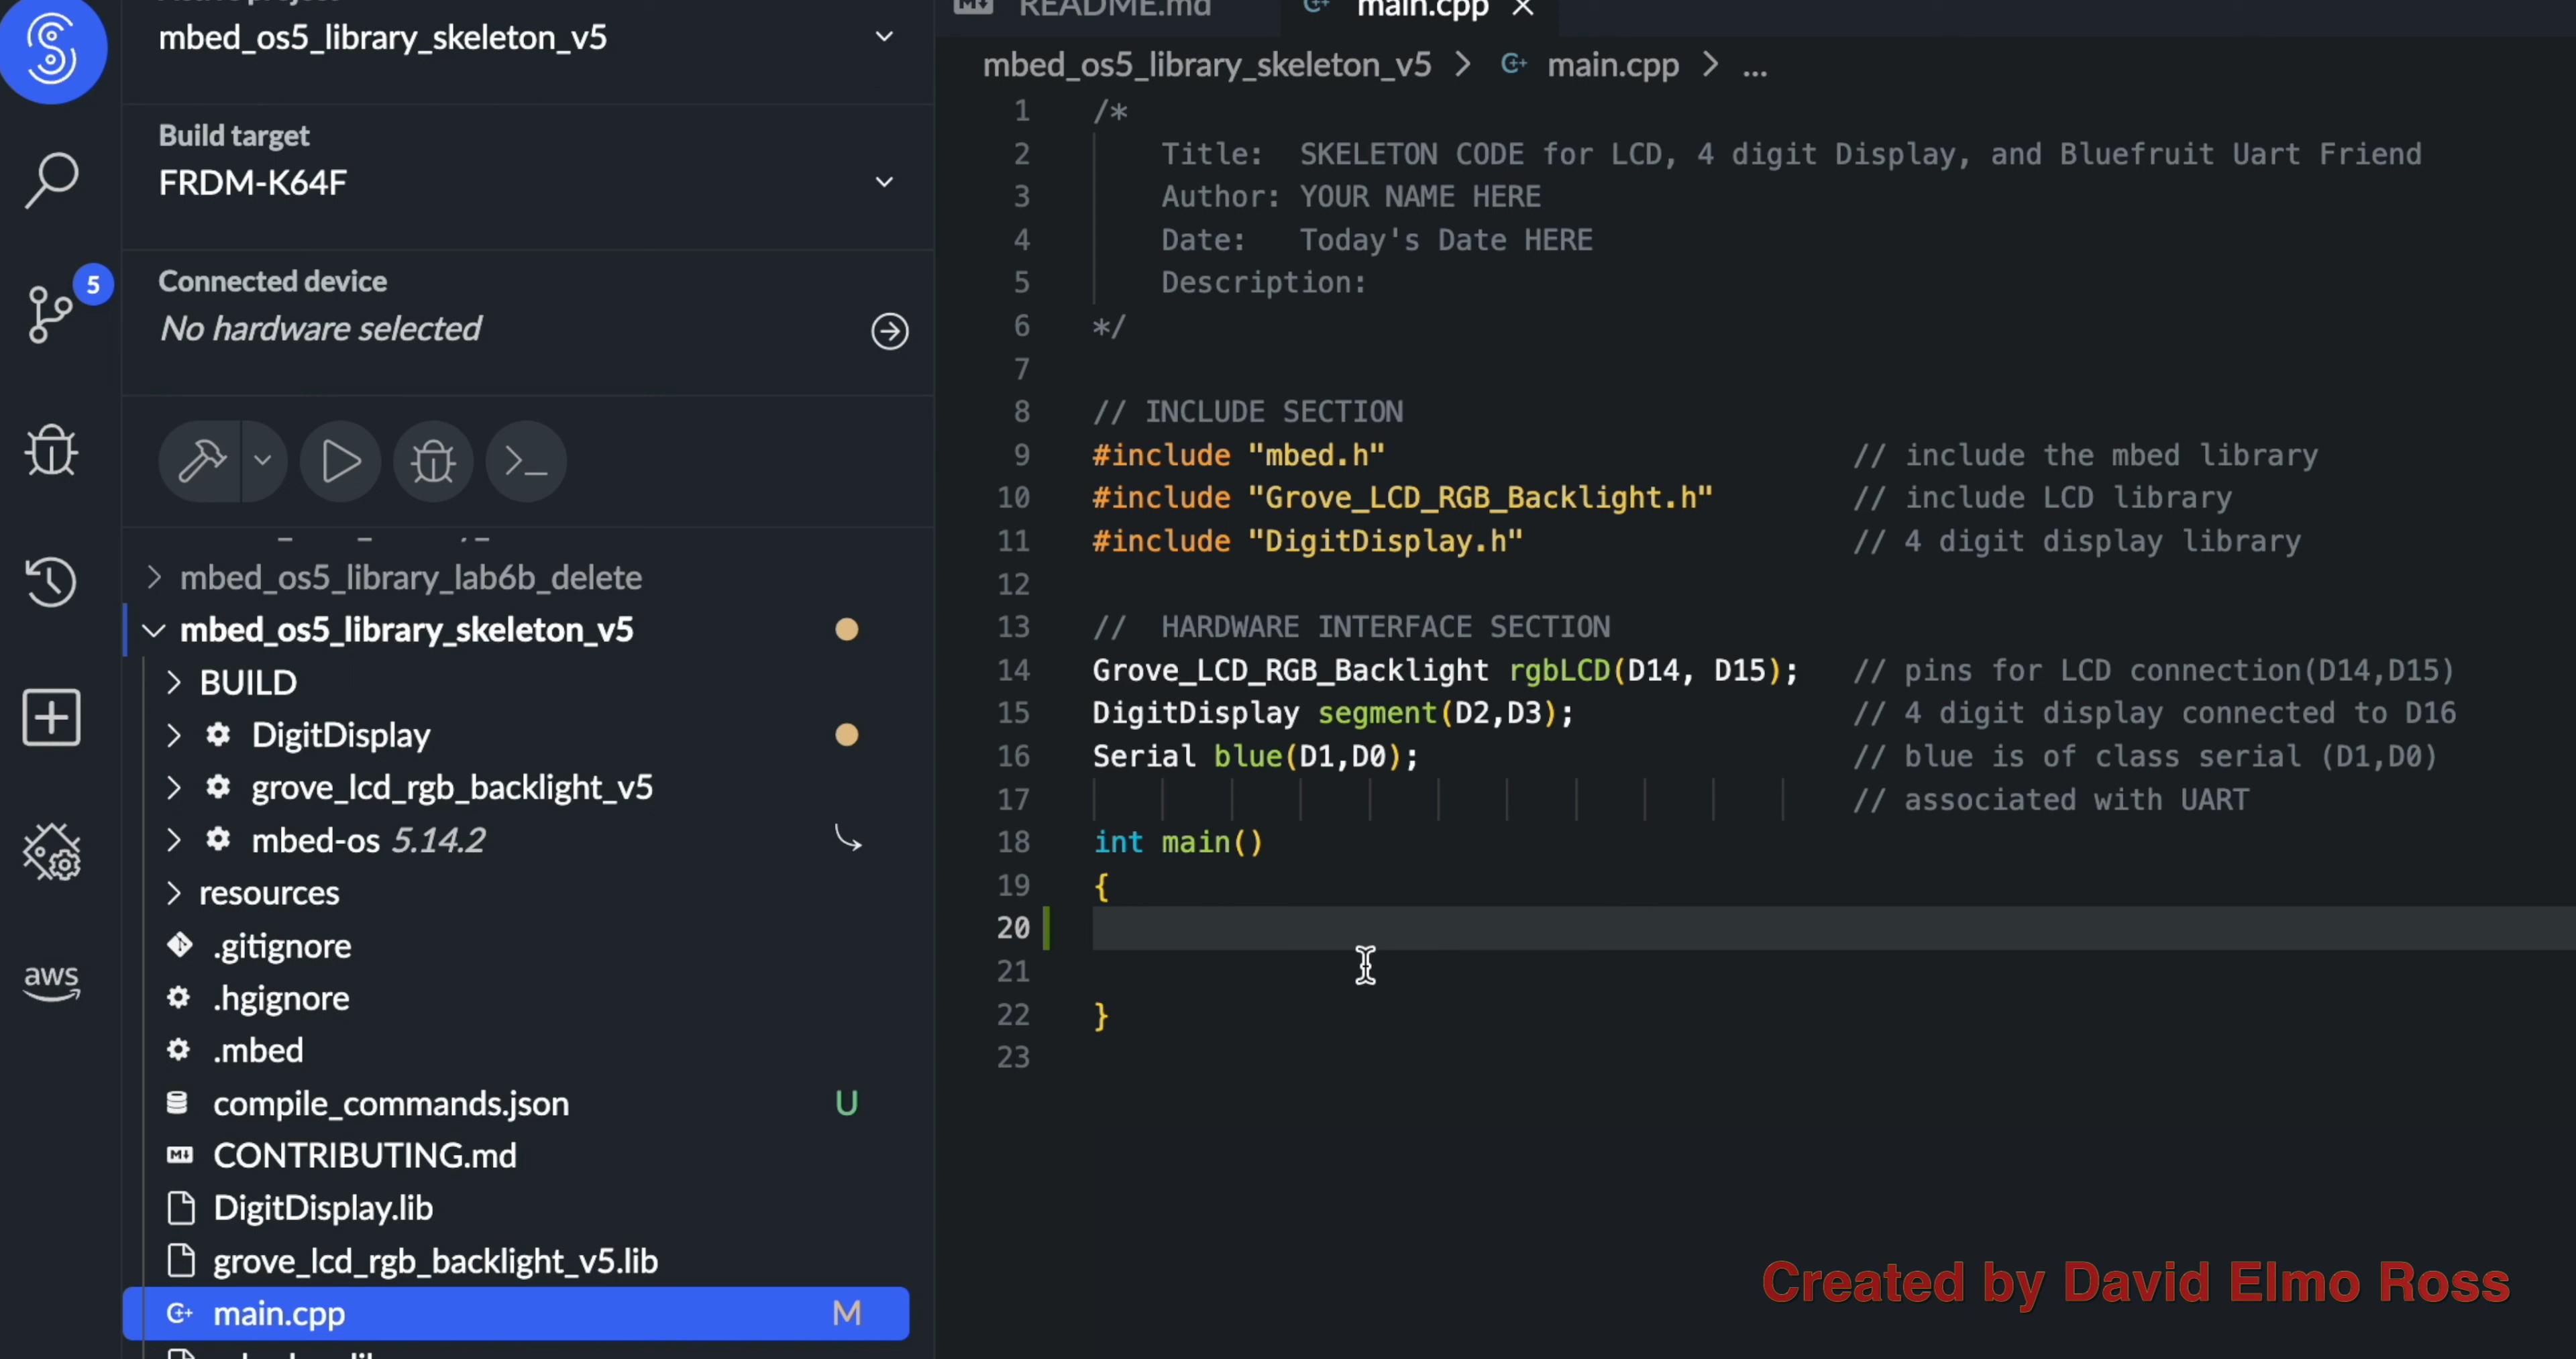 mbed_os5_library_skeleton_v5
Build target
FRDM-K64F
5
Connected device
No hardware selected
mbed_os5_library_lab6b_delete
mbed_os5_library_skeleton_v5
BUILD
DigitDisplay
grove_lcd_rgb_backlight_v5
mbed-os 5.14.2
resources
.gitignore
.hgignore
.mbed
compile_commands.json U
CONTRIBUTING.md
DigitDisplay.lib
grove_lcd_rgb_backlight_v5.lib
main.cpp M
aws
README.md main.cpp
mbed_os5_library_skeleton_v5 > main.cpp > ...
1 /*
2 Title: SKELETON CODE for LCD, 4 digit Display, and Bluefruit Uart Friend
3 Author: YOUR NAME HERE
4 Date: Today's Date HERE
5 Description:
6 */
7
8 // INCLUDE SECTION
9 #include "mbed.h" // include the mbed library
10 #include "Grove_LCD_RGB_Backlight.h" // include LCD library
11 #include "DigitDisplay.h" // 4 digit display library
12
13 // HARDWARE INTERFACE SECTION
14 Grove_LCD_RGB_Backlight rgbLCD(D14, D15); // pins for LCD connection(D14,D15)
15 DigitDisplay segment(D2,D3); // 4 digit display connected to D16
16 Serial blue(D1,D0); // blue is of class serial (D1,D0)
17 // associated with UART
18 int main()
19 {
20
21
22 }
23
Created by David Elmo Ross